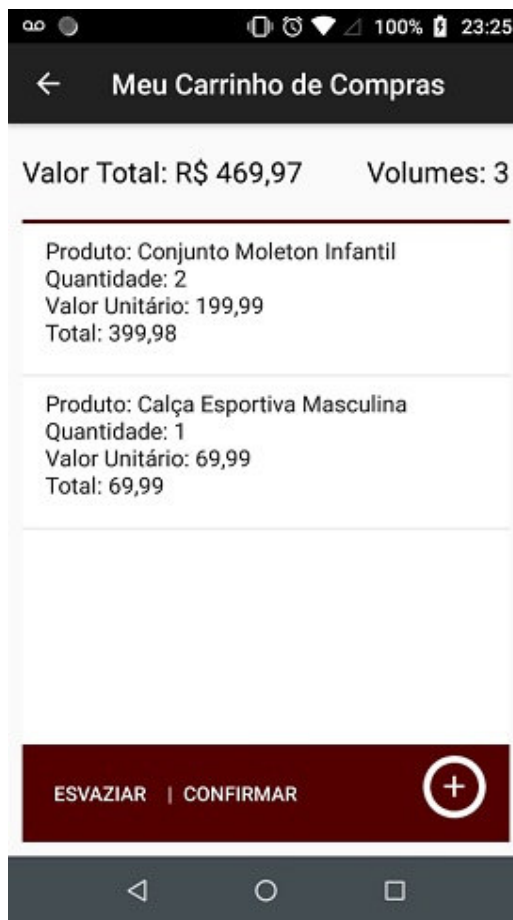 100% 23:25
Meu Carrinho de Compras
Valor Total: R$ 469,97 Volumes: 3
Produto: Conjunto Moleton Infantil
Quantidade: 2
Valor Unitário: 199,99
Total: 399,98
Produto: Calça Esportiva Masculina
Quantidade: 1
Valor Unitário: 69,99
Total: 69,99
ESVAZIAR | CONFIRMAR